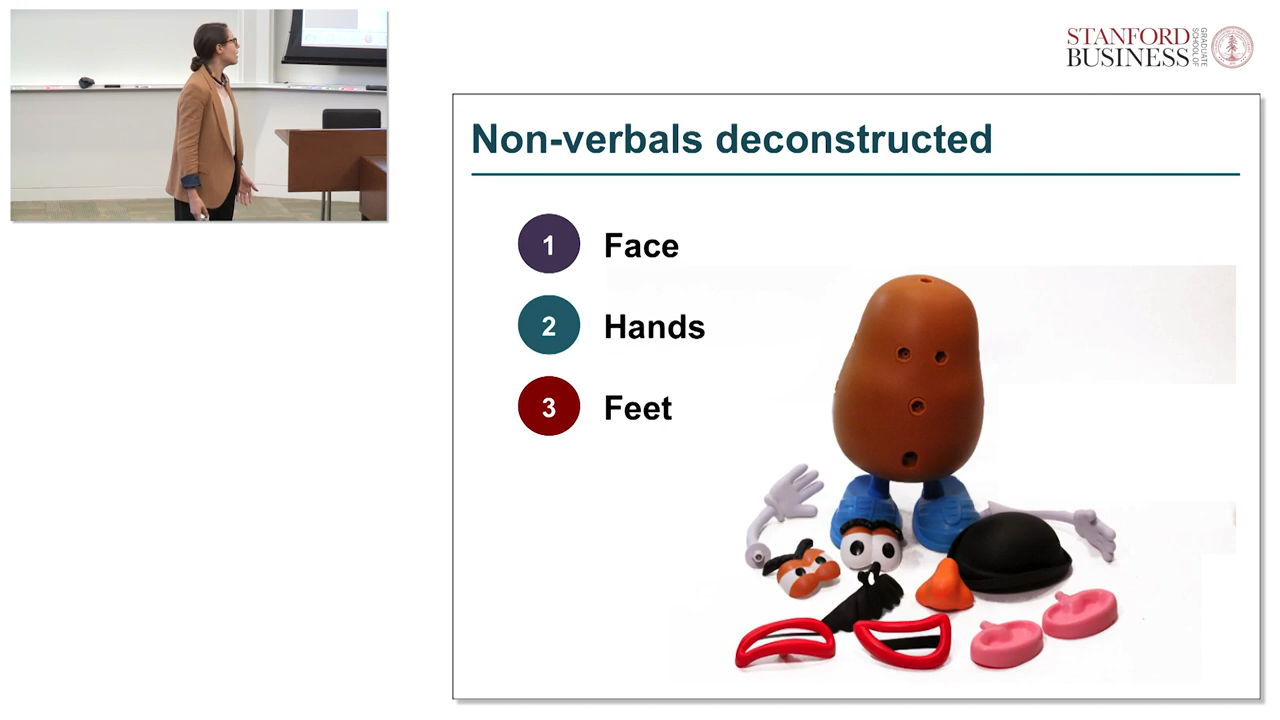 STANFORD
BUSINESS
GRADUATE
SCHOOL OF
Non-verbals deconstructed
1 Face
2 Hands
3 Feet